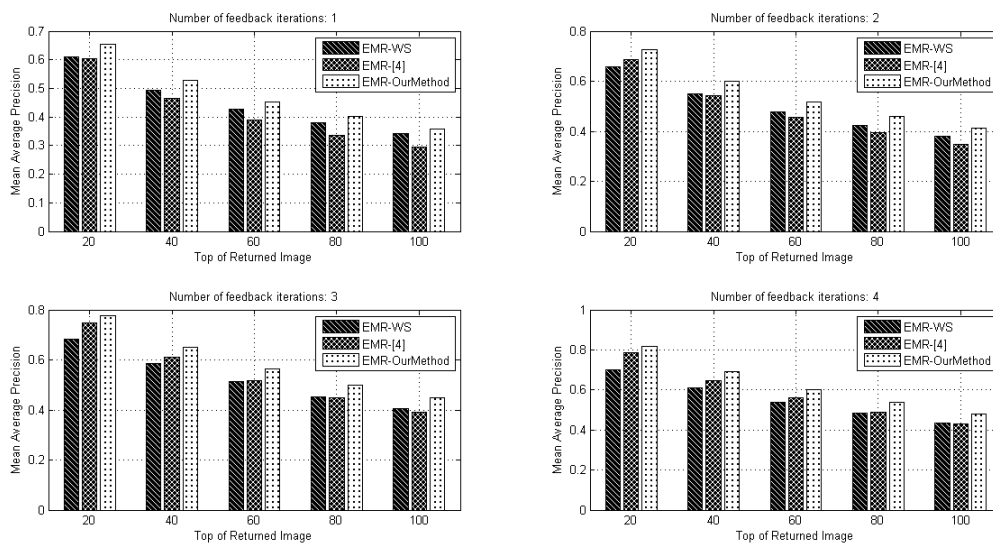 Number of feedback iterations: 1
0.7
0.6
0.5
0.4
0.3
0.2
0.1
0
Mean Average Precision
EMR-WS
EMR-[4]
EMR-OurMethod
20 40 60 80 100
Top of Returned Image
Number of feedback iterations: 2
0.8
0.6
0.4
0.2
0
Mean Average Precision
EMR-WS
EMR-[4]
EMR-OurMethod
20 40 60 80 100
Top of Returned Image
Number of feedback iterations: 3
0.8
0.6
0.4
0.2
0
Mean Average Precision
EMR-WS
EMR-[4]
EMR-OurMethod
20 40 60 80 100
Top of Returned Image
Number of feedback iterations: 4
1
0.8
0.6
0.4
0.2
0
Mean Average Precision
EMR-WS
EMR-[4]
EMR-OurMethod
20 40 60 80 100
Top of Returned Image